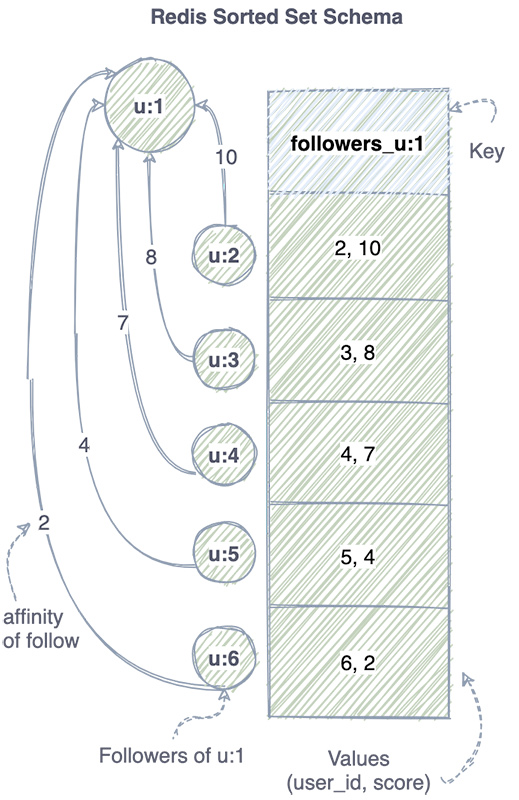 Redis Sorted Set Schema
u:1
followers_u:1
Key
10
u:2
2, 10
8
u:3
3, 8
7
u:4
4, 7
4
u:5
5, 4
2
affinity
of follow
u:6
6, 2
Followers of u:1
Values
(user_id, score)